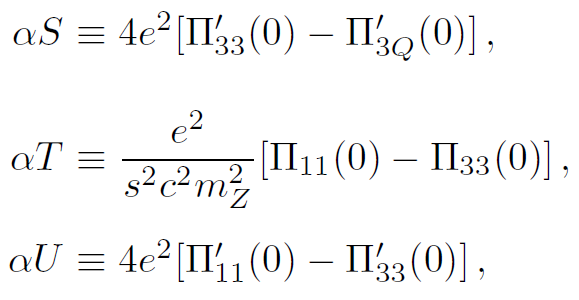 αS ≡ 4e²[Π′₃₃(0) − Π′₃Q(0)] ,
αT ≡ e²/(s²c²m²_Z) [Π₁₁(0) − Π₃₃(0)] ,
αU ≡ 4e²[Π′₁₁(0) − Π′₃₃(0)] ,